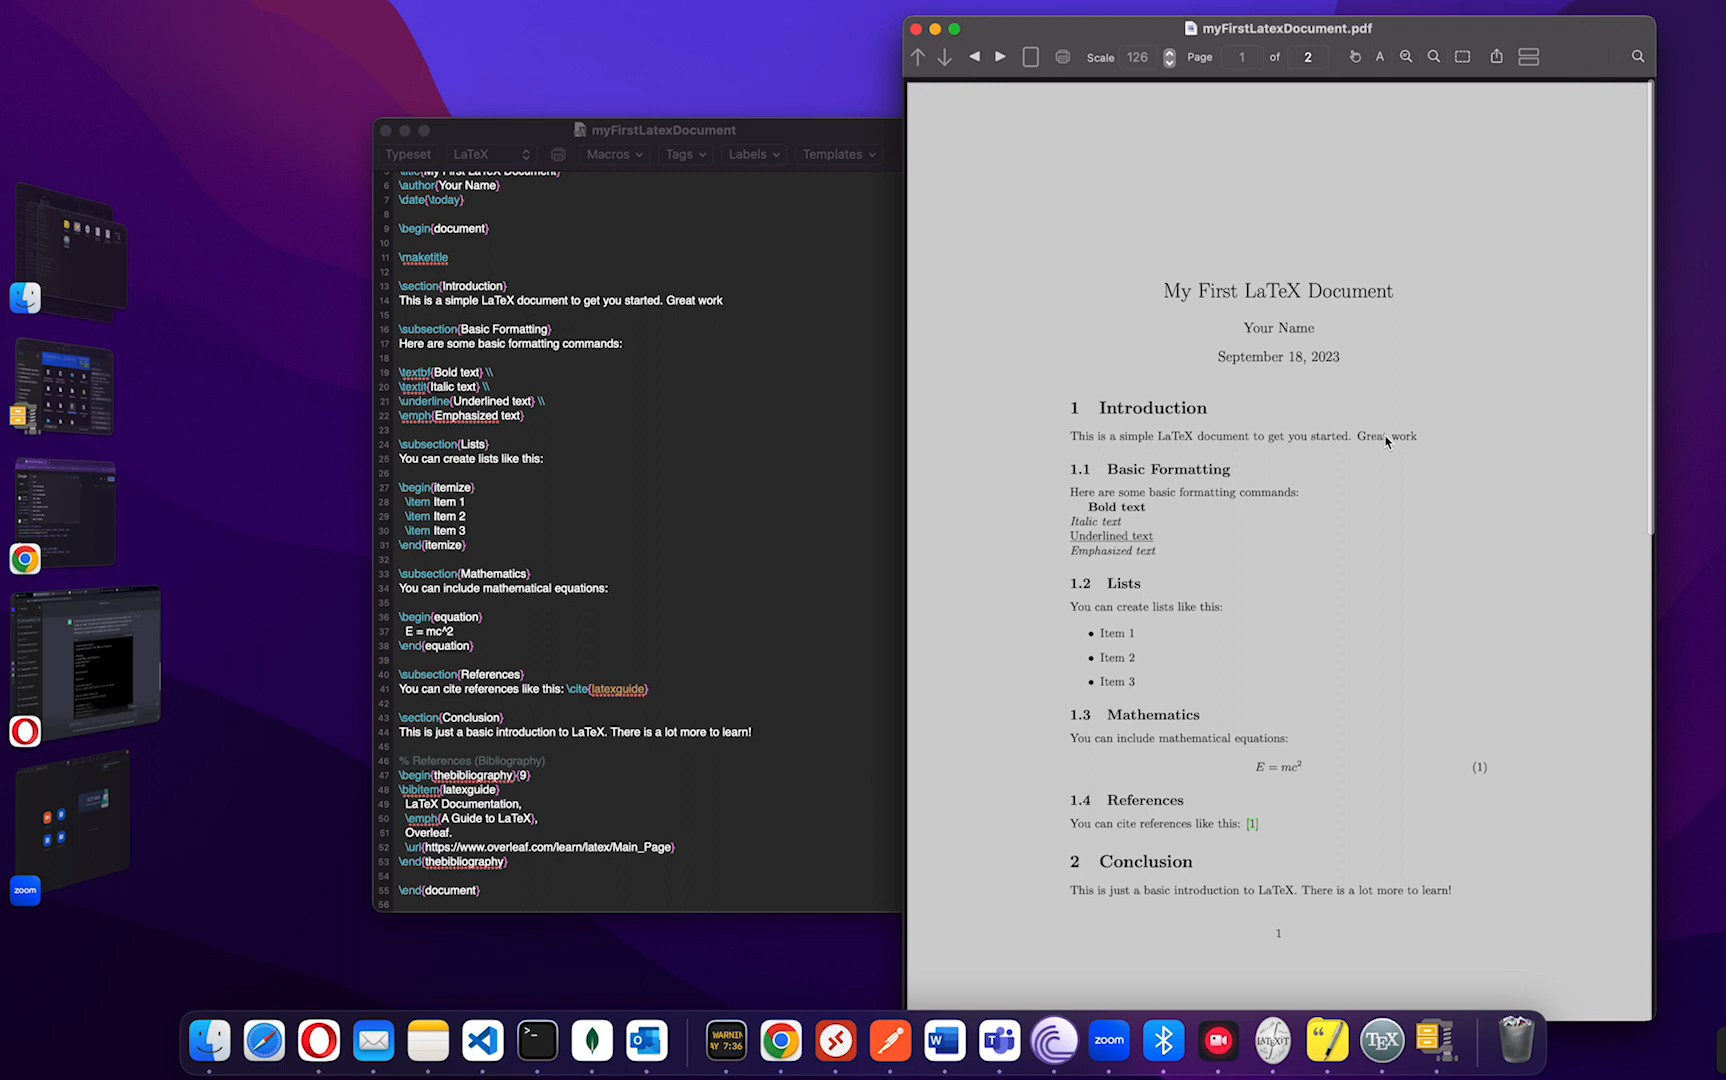 myFirstLatexDocument
Typeset LaTeX Macros Tags Labels Templates
5 \title{My First LaTeX Document}
6 \author{Your Name}
7 \date{\today}
8
9 \begin{document}
10
11 \maketitle
12
13 \section{Introduction}
14 This is a simple LaTeX document to get you started. Great work
15
16 \subsection{Basic Formatting}
17 Here are some basic formatting commands:
18
19 \textbf{Bold text} \\
20 \textit{Italic text} \\
21 \underline{Underlined text} \\
22 \emph{Emphasized text}
23
24 \subsection{Lists}
25 You can create lists like this:
26
27 \begin{itemize}
28 \item Item 1
29 \item Item 2
30 \item Item 3
31 \end{itemize}
32
33 \subsection{Mathematics}
34 You can include mathematical equations:
35
36 \begin{equation}
37 E = mc^2
38 \end{equation}
39
40 \subsection{References}
41 You can cite references like this: \cite{latexguide}
42
43 \section{Conclusion}
44 This is just a basic introduction to LaTeX. There is a lot more to learn!
45
46 % References (Bibliography)
47 \begin{thebibliography}{9}
48 \bibitem{latexguide}
49 LaTeX Documentation,
50 \emph{A Guide to LaTeX},
51 Overleaf.
52 \url{https://www.overleaf.com/learn/latex/Main_Page}
53 \end{thebibliography}
54
55 \end{document}
56
myFirstLatexDocument.pdf
Scale 126 Page 1 of 2 A
My First LaTeX Document
Your Name
September 18, 2023
1 Introduction
This is a simple LaTeX document to get you started. Great work
1.1 Basic Formatting
Here are some basic formatting commands:
Bold text
Italic text
Underlined text
Emphasized text
1.2 Lists
You can create lists like this:
• Item 1
• Item 2
• Item 3
1.3 Mathematics
You can include mathematical equations:
E = mc² (1)
1.4 References
You can cite references like this: [1]
2 Conclusion
This is just a basic introduction to LaTeX. There is a lot more to learn!
1
zoom
WARNIN
AY 7:36
W
zoom
LATEXIT
TEX